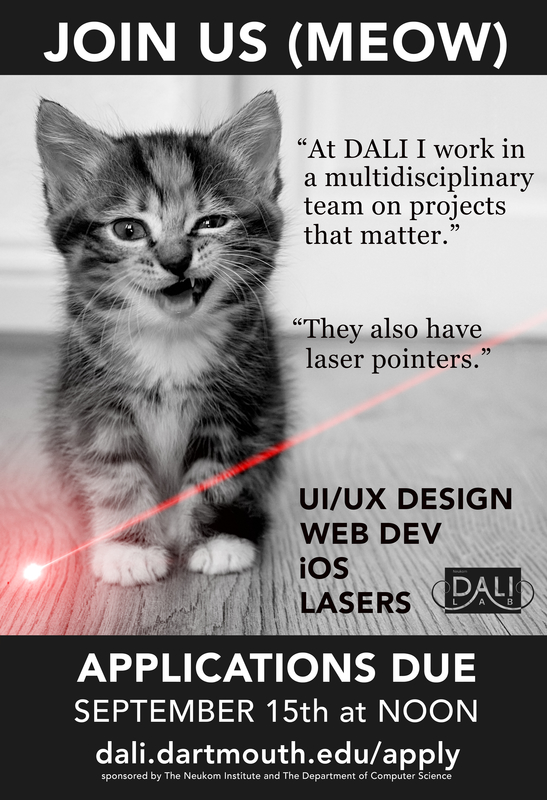 JOIN US (MEOW)
“At DALI I work in
a multidisciplinary
team on projects
that matter.”
“They also have
laser pointers.”
UI/UX DESIGN
WEB DEV
iOS
LASERS
Neukom
DALI
LAB
APPLICATIONS DUE
SEPTEMBER 15th at NOON
dali.dartmouth.edu/apply
sponsored by The Neukom Institute and The Department of Computer Science